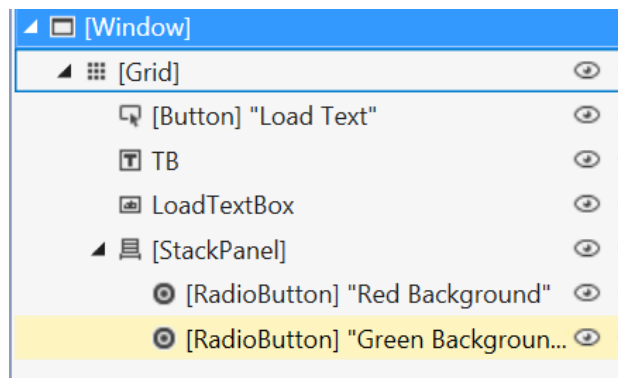 [Window]
[Grid]
[Button] "Load Text"
TB
LoadTextBox
[StackPanel]
[RadioButton] "Red Background"
[RadioButton] "Green Backgroun...